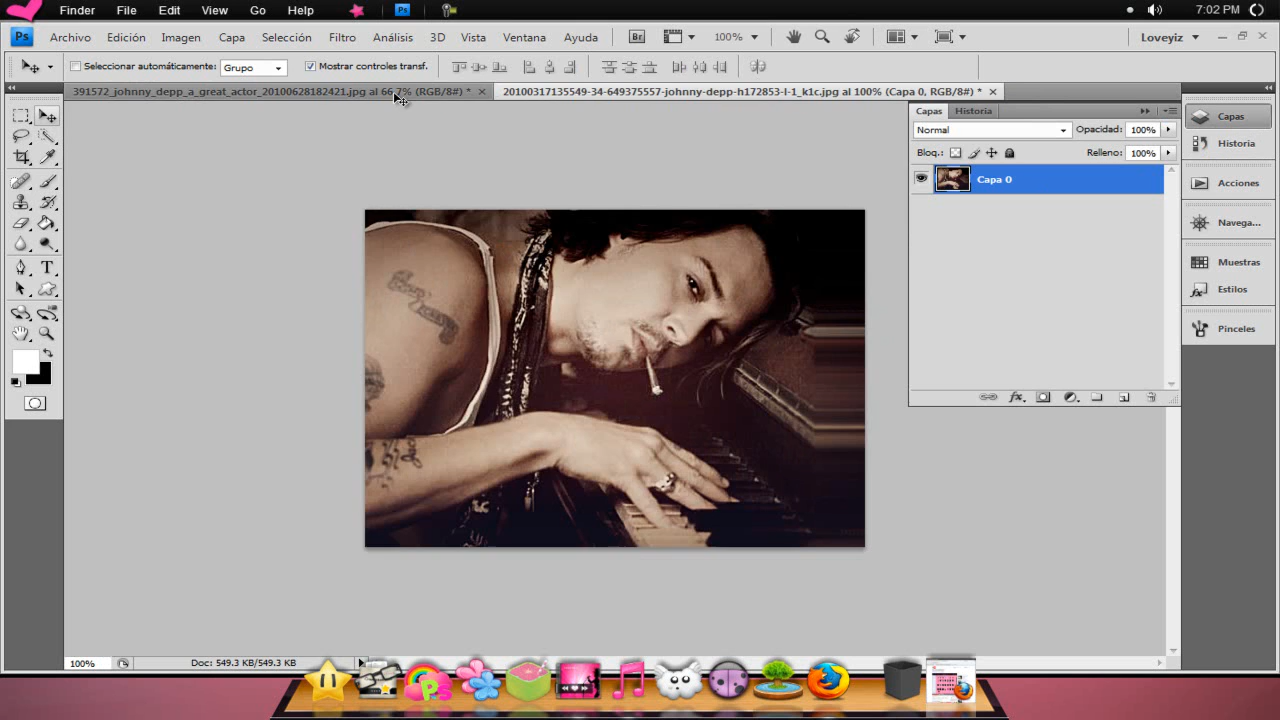 Finder File Edit View Go Help Ps 7:02 PM
Ps Archivo Edición Imagen Capa Selección Filtro Análisis 3D Vista Ventana Ayuda Br 100% Loveyiz
Seleccionar automáticamente: Grupo Mostrar controles transf.
391572_johnny_depp_a_great_actor_20100628182421.jpg al 66,7% (RGB/8#) * 20100317135549-34-649375557-johnny-depp-h172853-l-1_k1c.jpg al 100% (Capa 0, RGB/8#) *
Capas Historia
Normal Opacidad: 100%
Bloq.: Relleno: 100%
Capa 0
Capas
Historia
Acciones
Navega...
Muestras
Estilos
Pinceles
T
100% Doc: 549.3 KB/549.3 KB